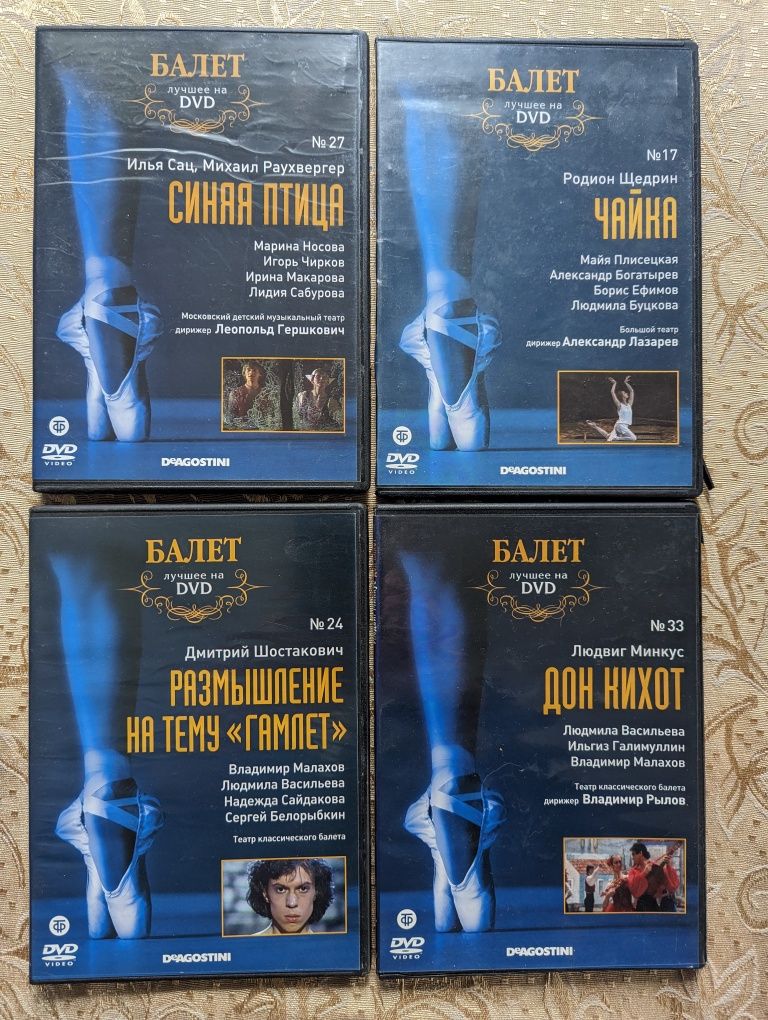 БАЛЕТ
лучшее на
DVD
№ 27
Илья Сац, Михаил Раухвергер
СИНЯЯ ПТИЦА
Марина Носова
Игорь Чирков
Ирина Макарова
Лидия Сабурова
Московский детский музыкальный театр
дирижер Леопольд Гершкович
DVD
VIDEO
DeAGOSTINI
БАЛЕТ
лучшее на
DVD
№17
Родион Щедрин
ЧАЙКА
Майя Плисецкая
Александр Богатырев
Борис Ефимов
Людмила Буцкова
Большой театр
дирижер Александр Лазарев
DVD
VIDEO
DeAGOSTINI
БАЛЕТ
лучшее на
DVD
№ 24
Дмитрий Шостакович
РАЗМЫШЛЕНИЕ
НА ТЕМУ «ГАМЛЕТ»
Владимир Малахов
Людмила Васильева
Надежда Сайдакова
Сергей Белорыбкин
Театр классического балета
DVD
VIDEO
DeAGOSTINI
БАЛЕТ
лучшее на
DVD
№ 33
Людвиг Минкус
ДОН КИХОТ
Людмила Васильева
Ильгиз Галимуллин
Владимир Малахов
Театр классического балета
дирижер Владимир Рылов
DVD
VIDEO
DeAGOSTINI